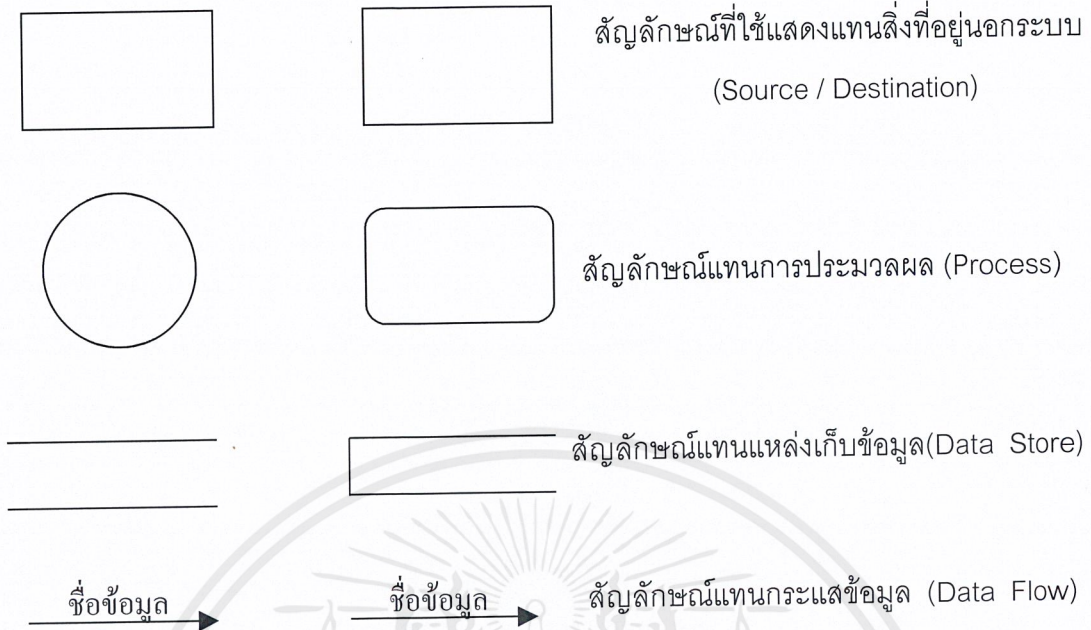 สัญลักษณ์ที่ใช้แสดงแทนสิ่งที่อยู่นอกระบบ
(Source / Destination)
สัญลักษณ์แทนการประมวลผล (Process)
สัญลักษณ์แทนแหล่งเก็บข้อมูล(Data Store)
ชื่อข้อมูล ชื่อข้อมูล สัญลักษณ์แทนกระแสข้อมูล (Data Flow)